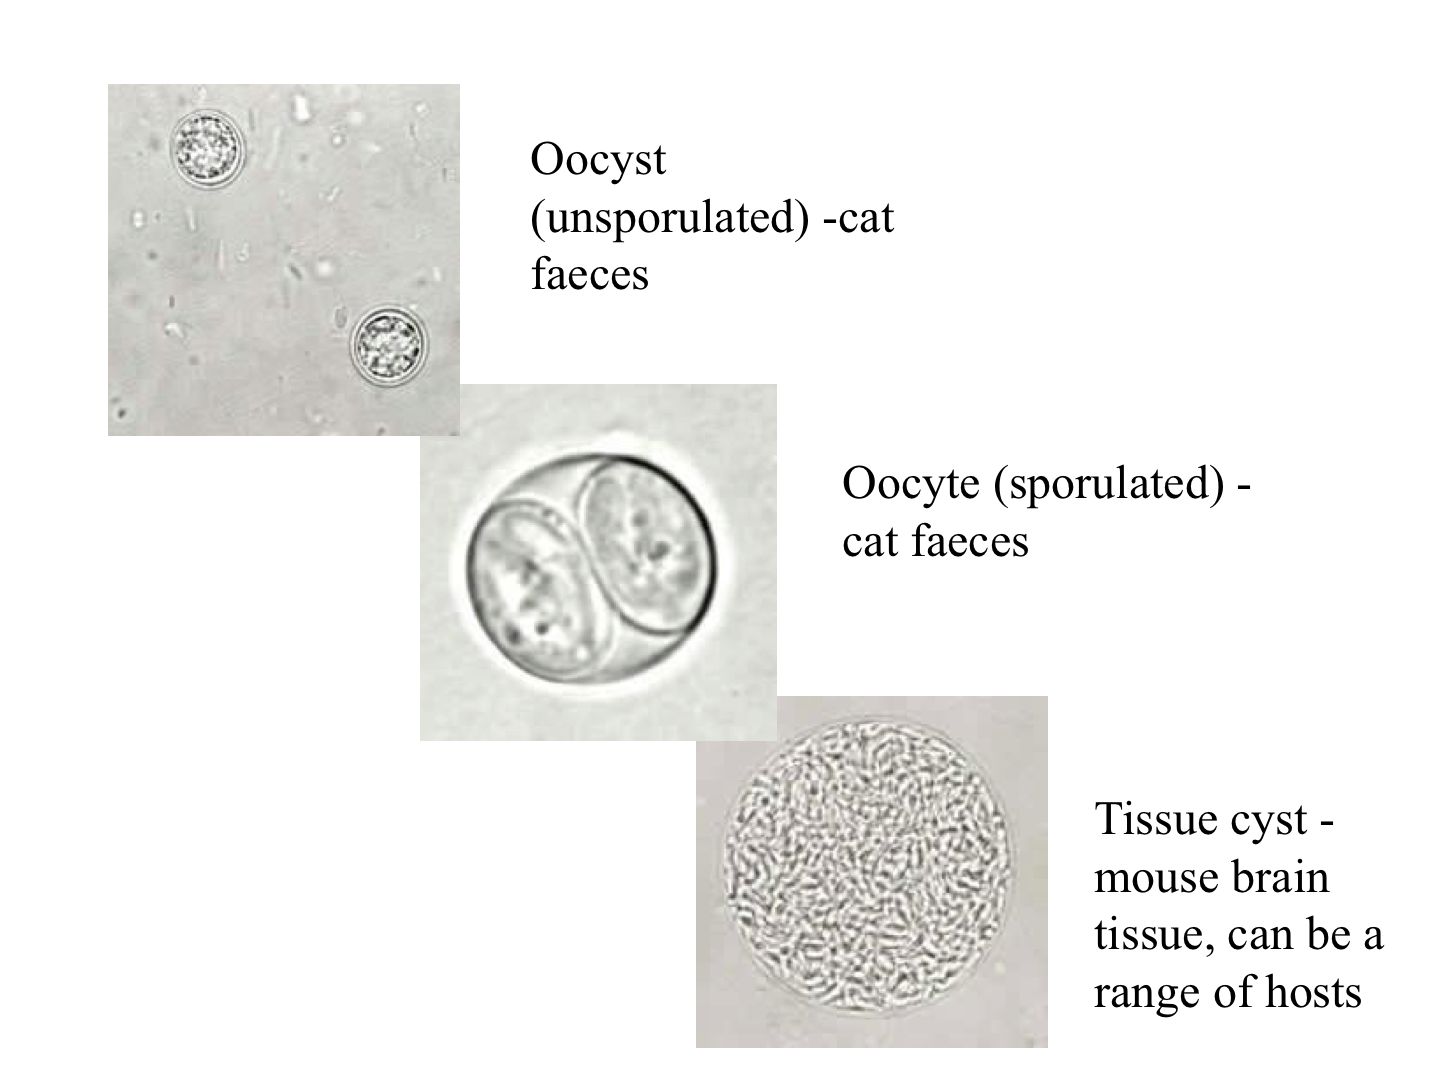 Oocyst
(unsporulated) -cat
faeces
Oocyte (sporulated) -
cat faeces
Tissue cyst -
mouse brain
tissue, can be a
range of hosts